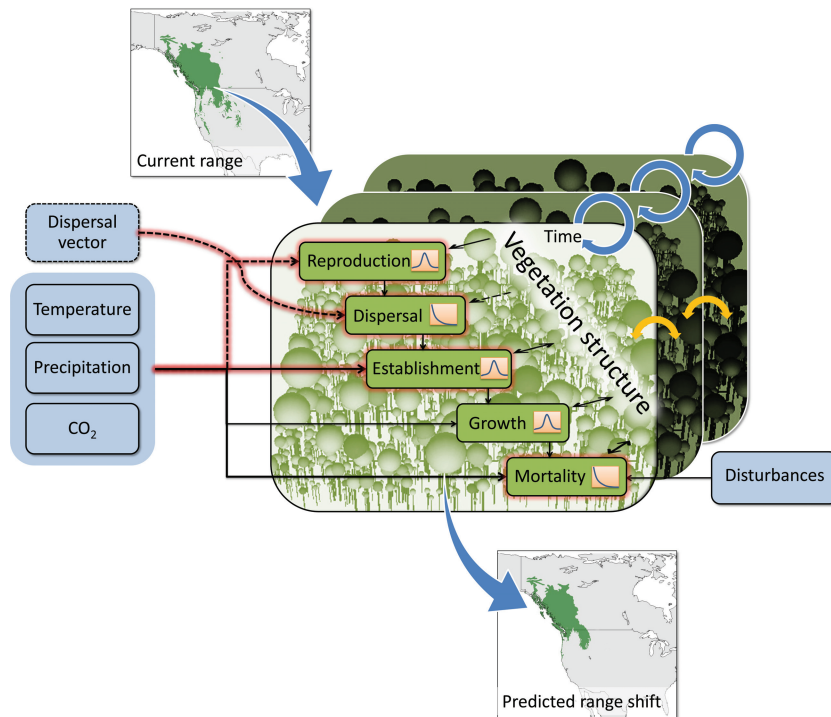 Current range
Dispersal
vector
Temperature
Precipitation
CO₂
Time
Vegetation structure
Reproduction
Dispersal
Establishment
Growth
Mortality
Disturbances
Predicted range shift